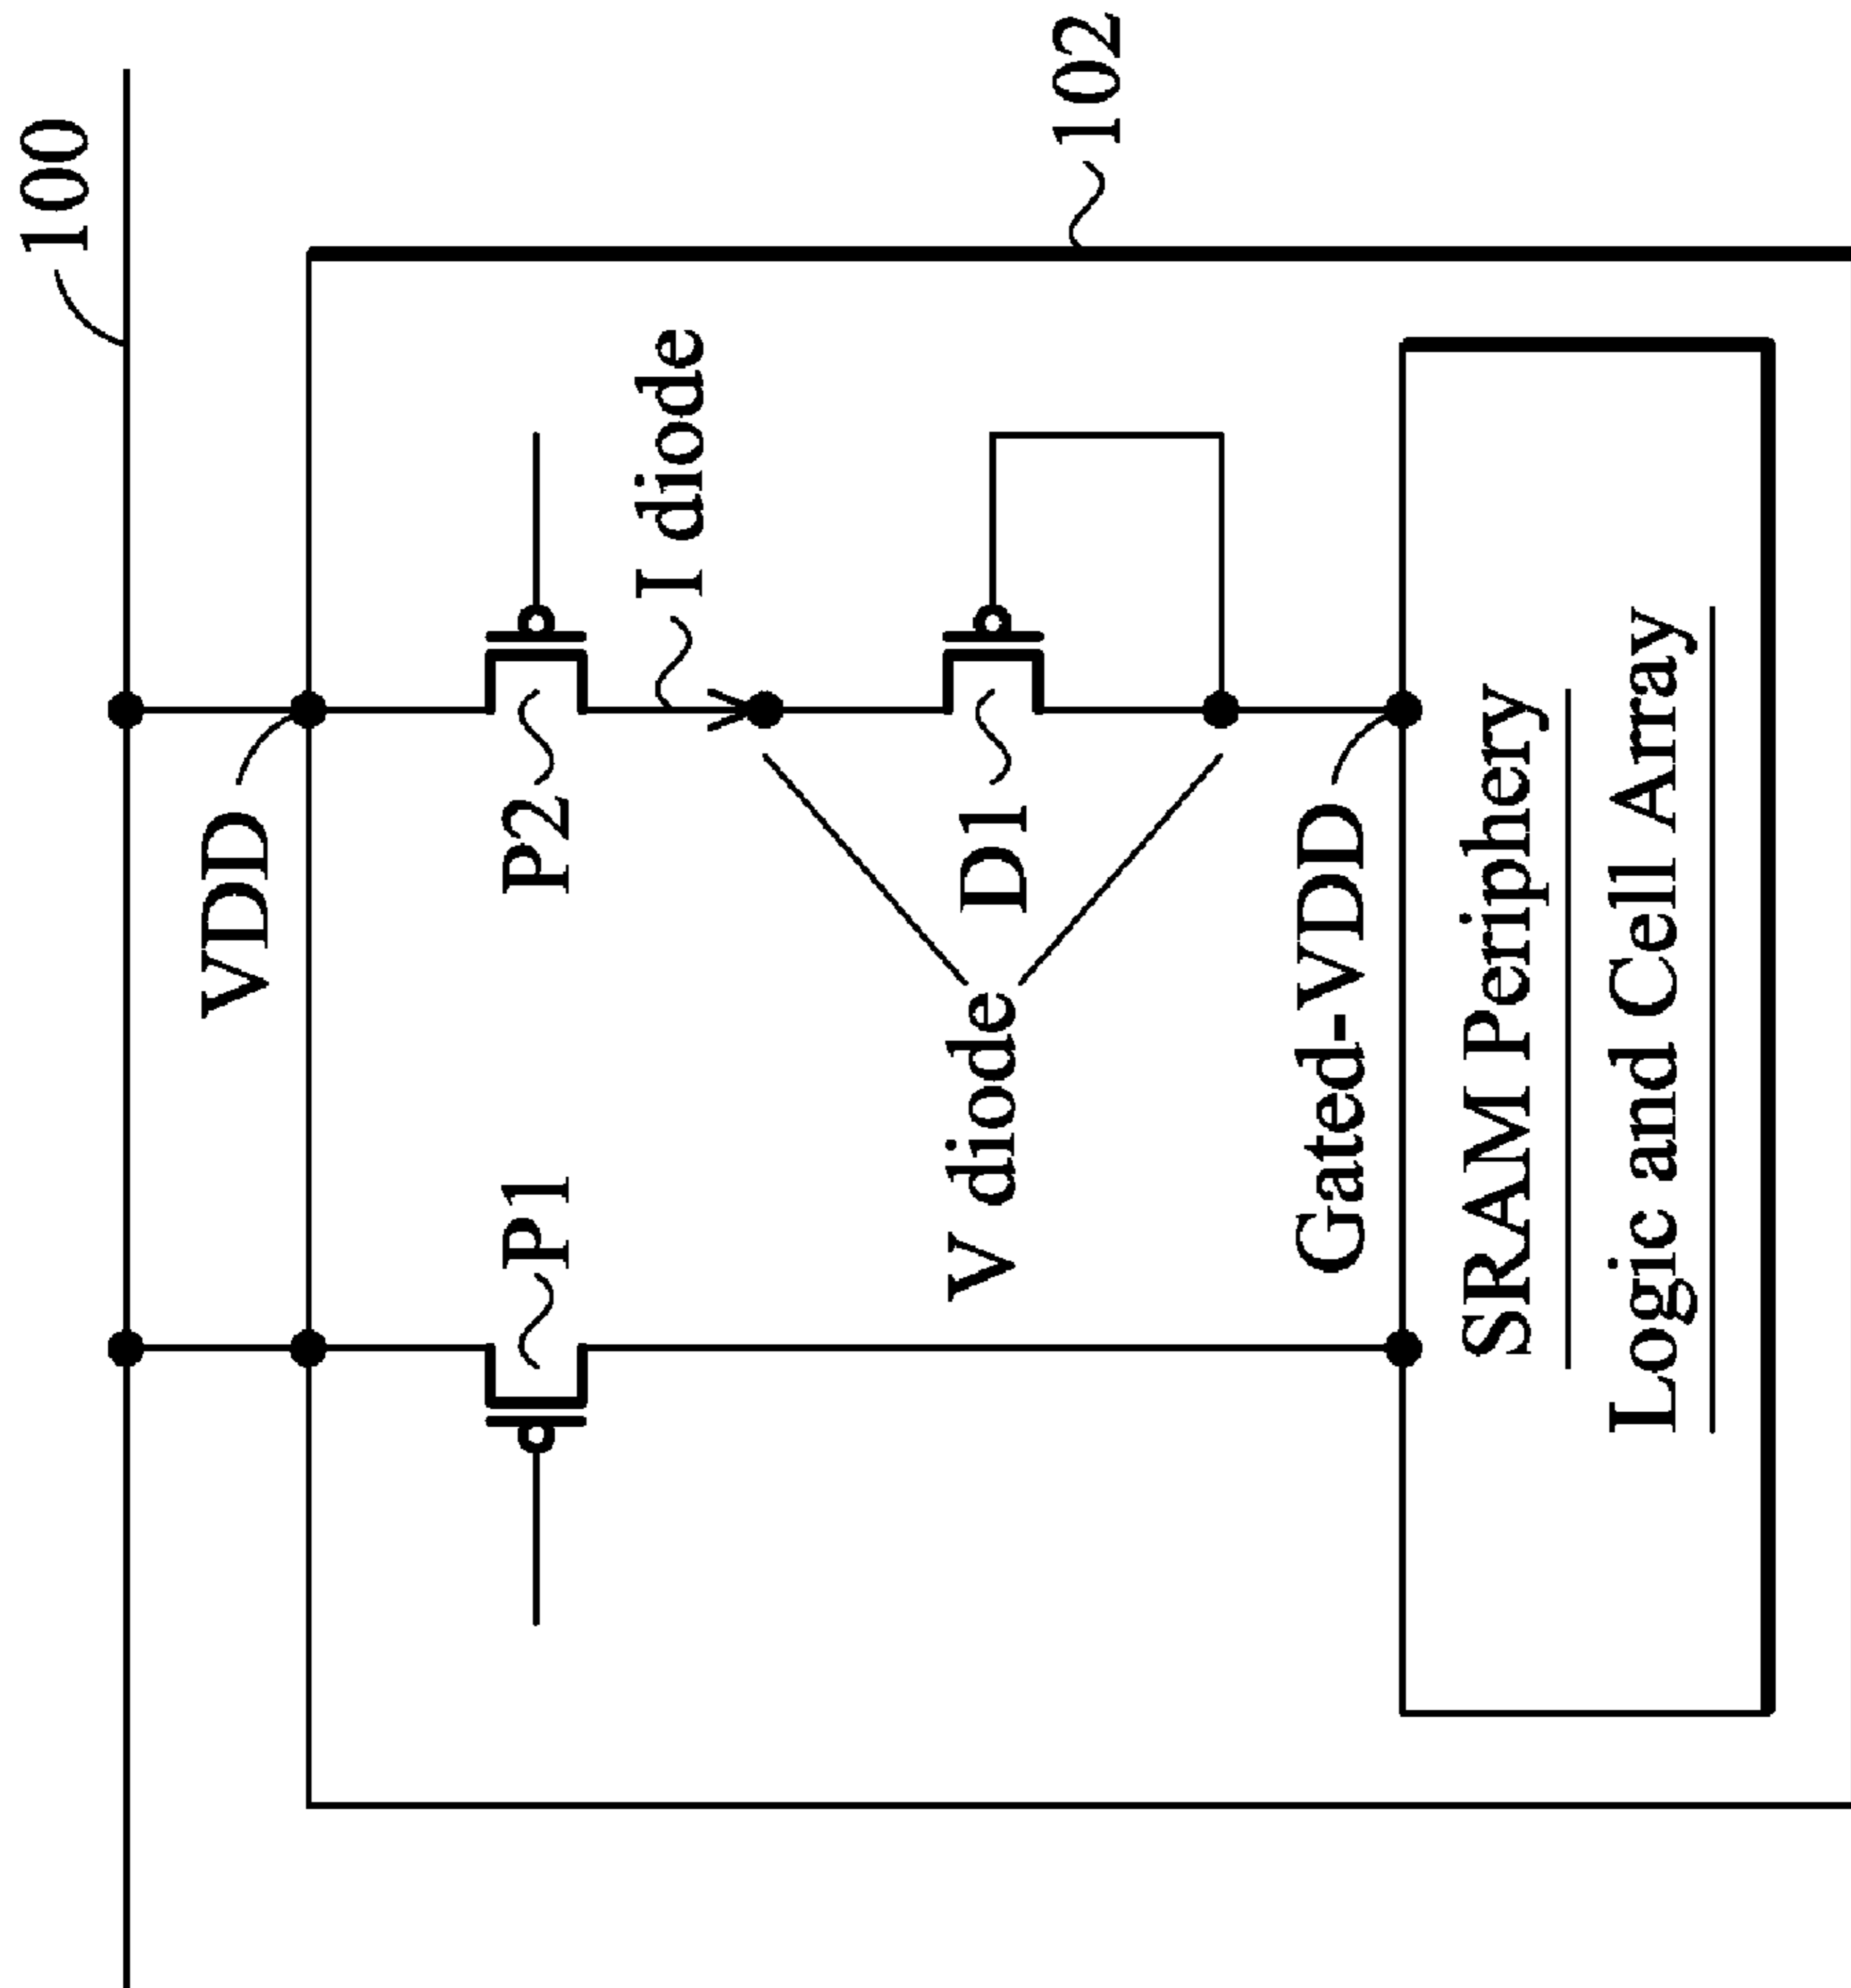 100
VDD
P1
P2
I diode
V diode
D1
102
Gated-VDD
SRAM Periphery
Logic and Cell Array